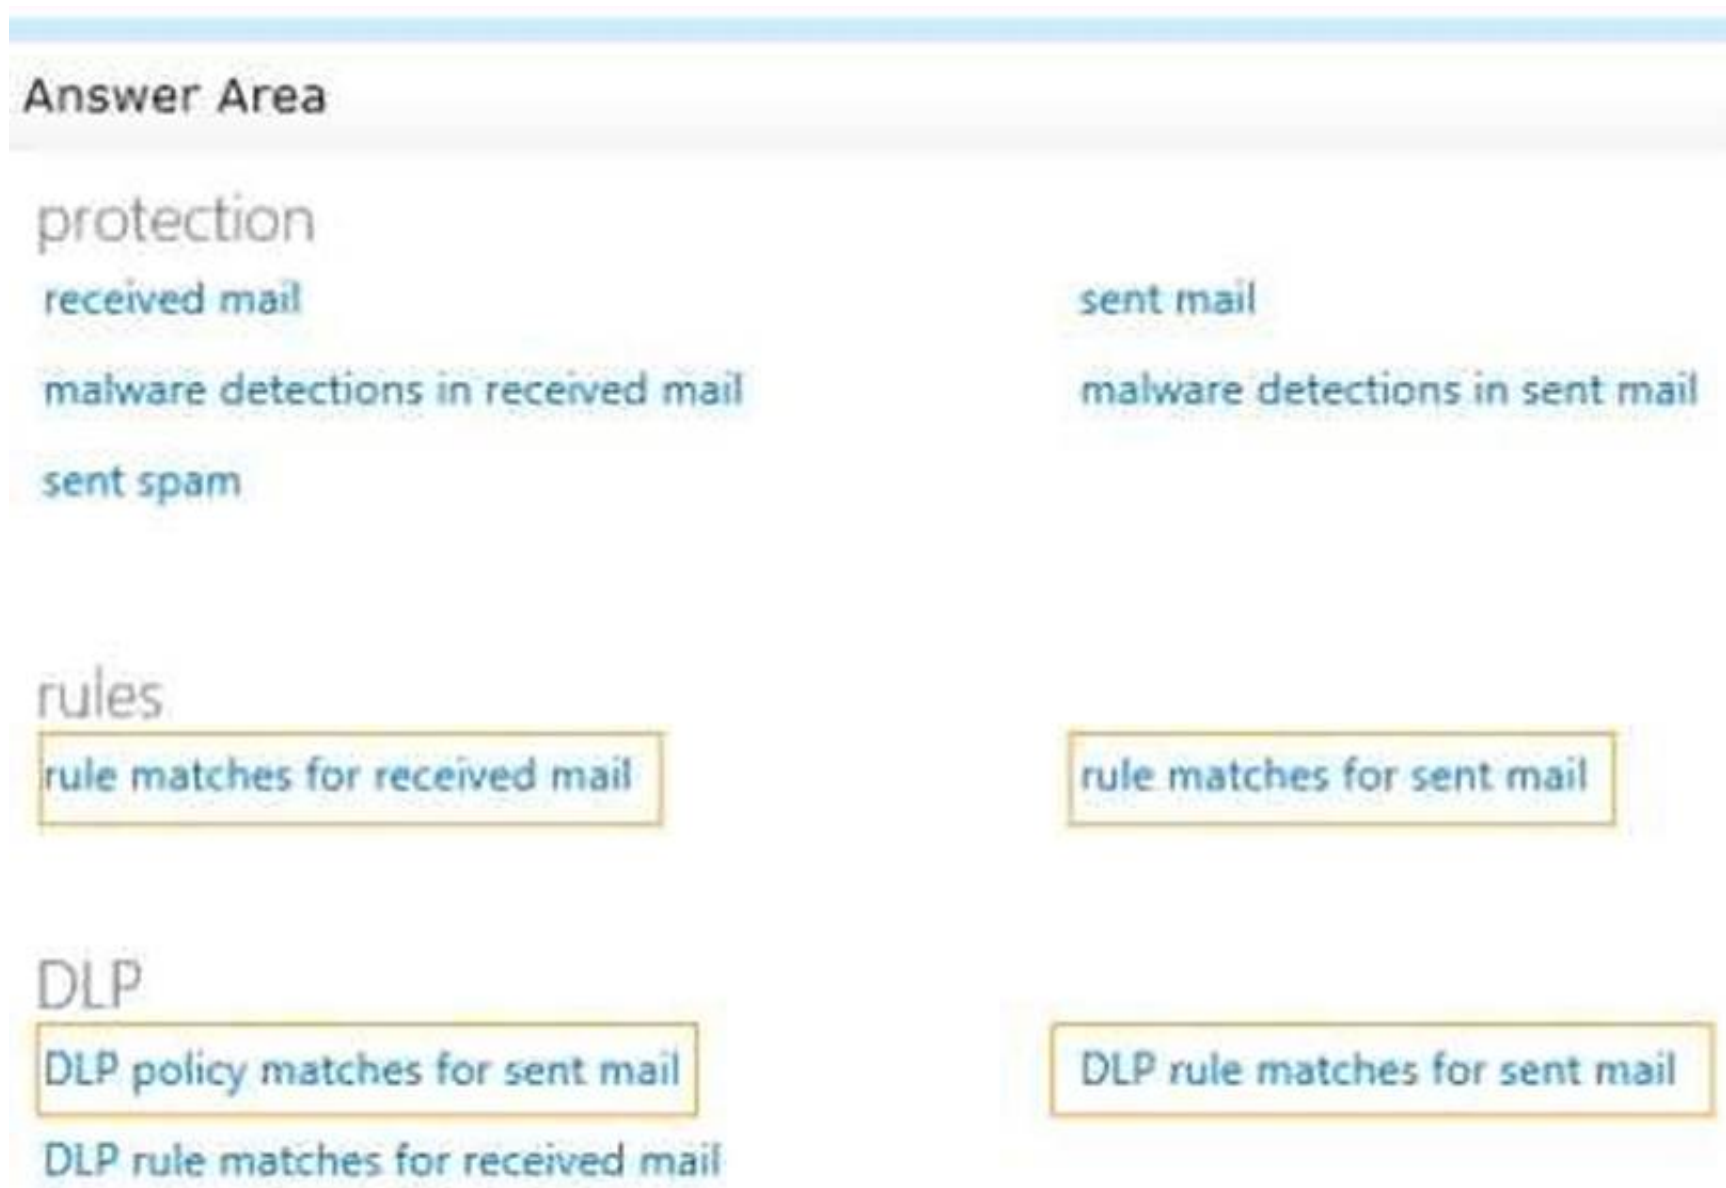 Answer Area
protection
received mail
sent mail
malware detections in received mail
malware detections in sent mail
sent spam
rules
rule matches for received mail
rule matches for sent mail
DLP
DLP policy matches for sent mail
DLP rule matches for sent mail
DLP rule matches for received mail